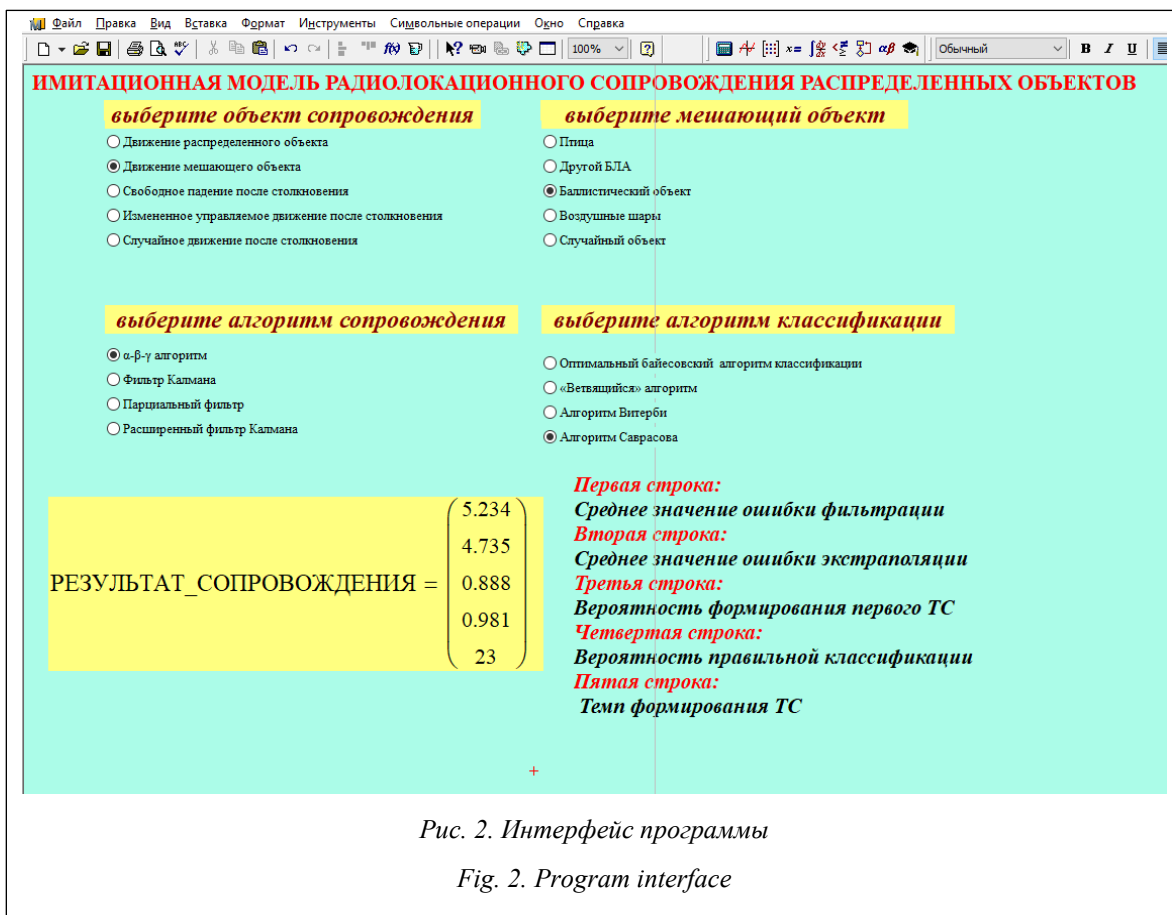 Файл Правка Вид Вставка Формат Инструменты Символьные операции Окно Справка
100% Обычный B I U
ИМИТАЦИОННАЯ МОДЕЛЬ РАДИОЛОКАЦИОННОГО СОПРОВОЖДЕНИЯ РАСПРЕДЕЛЕННЫХ ОБЪЕКТОВ
выберите объект сопровождения
Движение распределенного объекта
Движение мешающего объекта
Свободное падение после столкновения
Измененное управляемое движение после столкновения
Случайное движение после столкновения
выберите мешающий объект
Птица
Другой БЛА
Баллистический объект
Воздушные шары
Случайный объект
выберите алгоритм сопровождения
α-β-γ алгоритм
Фильтр Калмана
Парциальный фильтр
Расширенный фильтр Калмана
выберите алгоритм классификации
Оптимальный байесовский алгоритм классификации
«Ветвящийся» алгоритм
Алгоритм Витерби
Алгоритм Саврасова
РЕЗУЛЬТАТ_СОПРОВОЖДЕНИЯ =
5.234
4.735
0.888
0.981
23
Первая строка:
Среднее значение ошибки фильтрации
Вторая строка:
Среднее значение ошибки экстраполяции
Третья строка:
Вероятность формирования первого ТС
Четвертая строка:
Вероятность правильной классификации
Пятая строка:
Темп формирования ТС
Рис. 2. Интерфейс программы
Fig. 2. Program interface